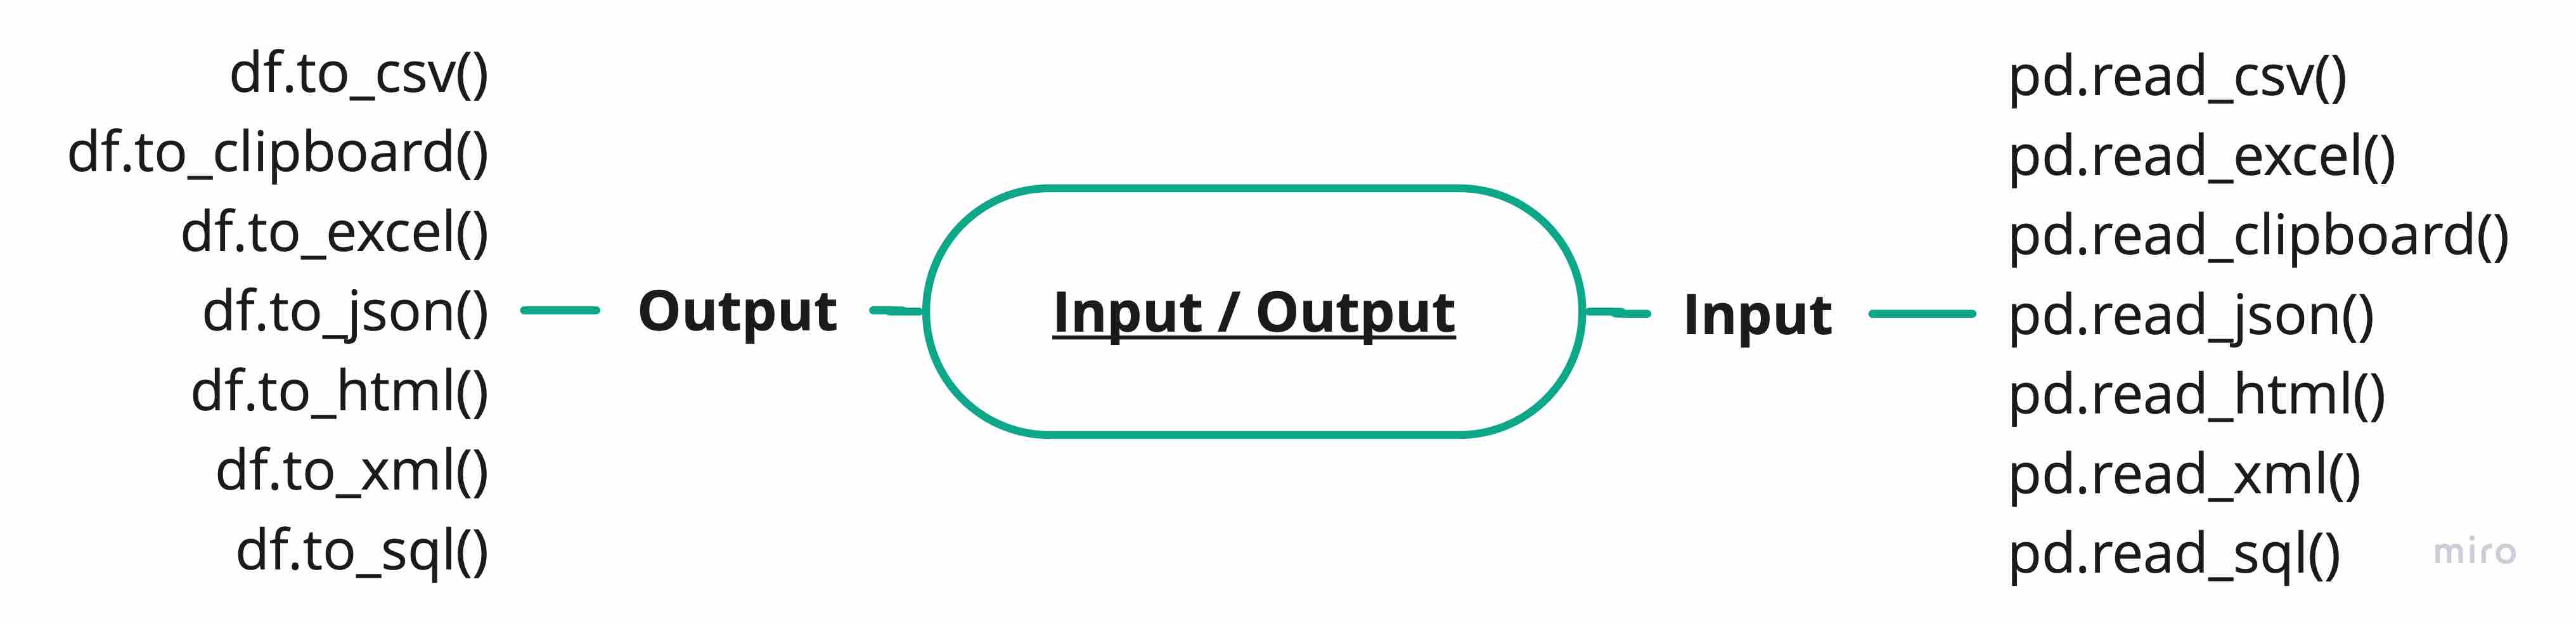 df.to_csv()
df.to_clipboard()
df.to_excel()
df.to_json()
df.to_html()
df.to_xml()
df.to_sql()
Output
Input / Output
Input
pd.read_csv()
pd.read_excel()
pd.read_clipboard()
pd.read_json()
pd.read_html()
pd.read_xml()
pd.read_sql()
miro